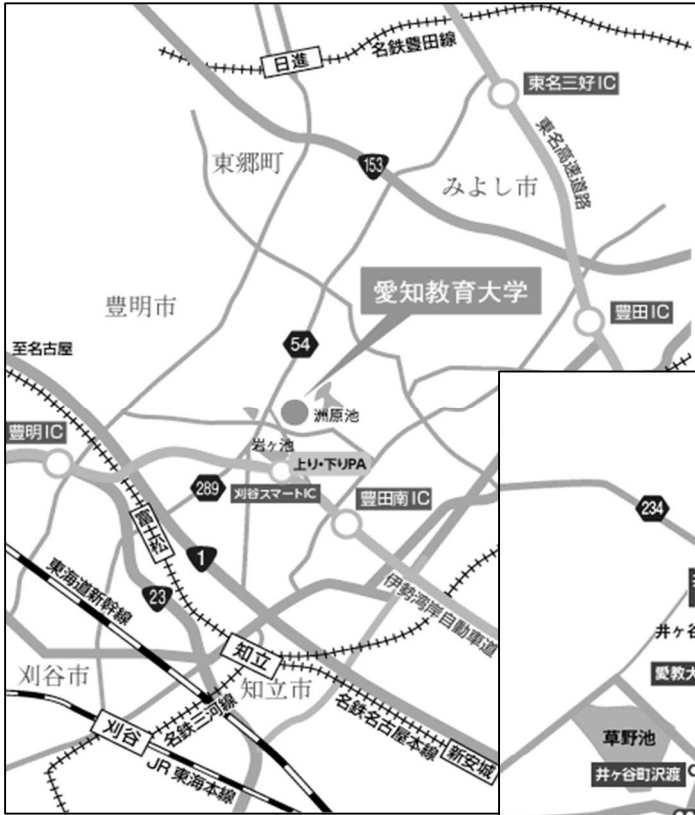 日進
名鉄豊田線
東名三好IC
東郷町
153
みよし市
東名高速道路
豊明市
愛知教育大学
豊田IC
至名古屋
54
洲原池
豊明IC
岩ヶ池
上り・下りPA
289
刈谷スマートIC
豊田南IC
富士松
1
東海道新幹線
23
伊勢湾岸自動車道
知立
刈谷市
知立市
名鉄三河線
名鉄名古屋本線
刈谷
新安城
JR東海本線
234
井ヶ谷
愛教大
草野池
井ヶ谷町沢渡